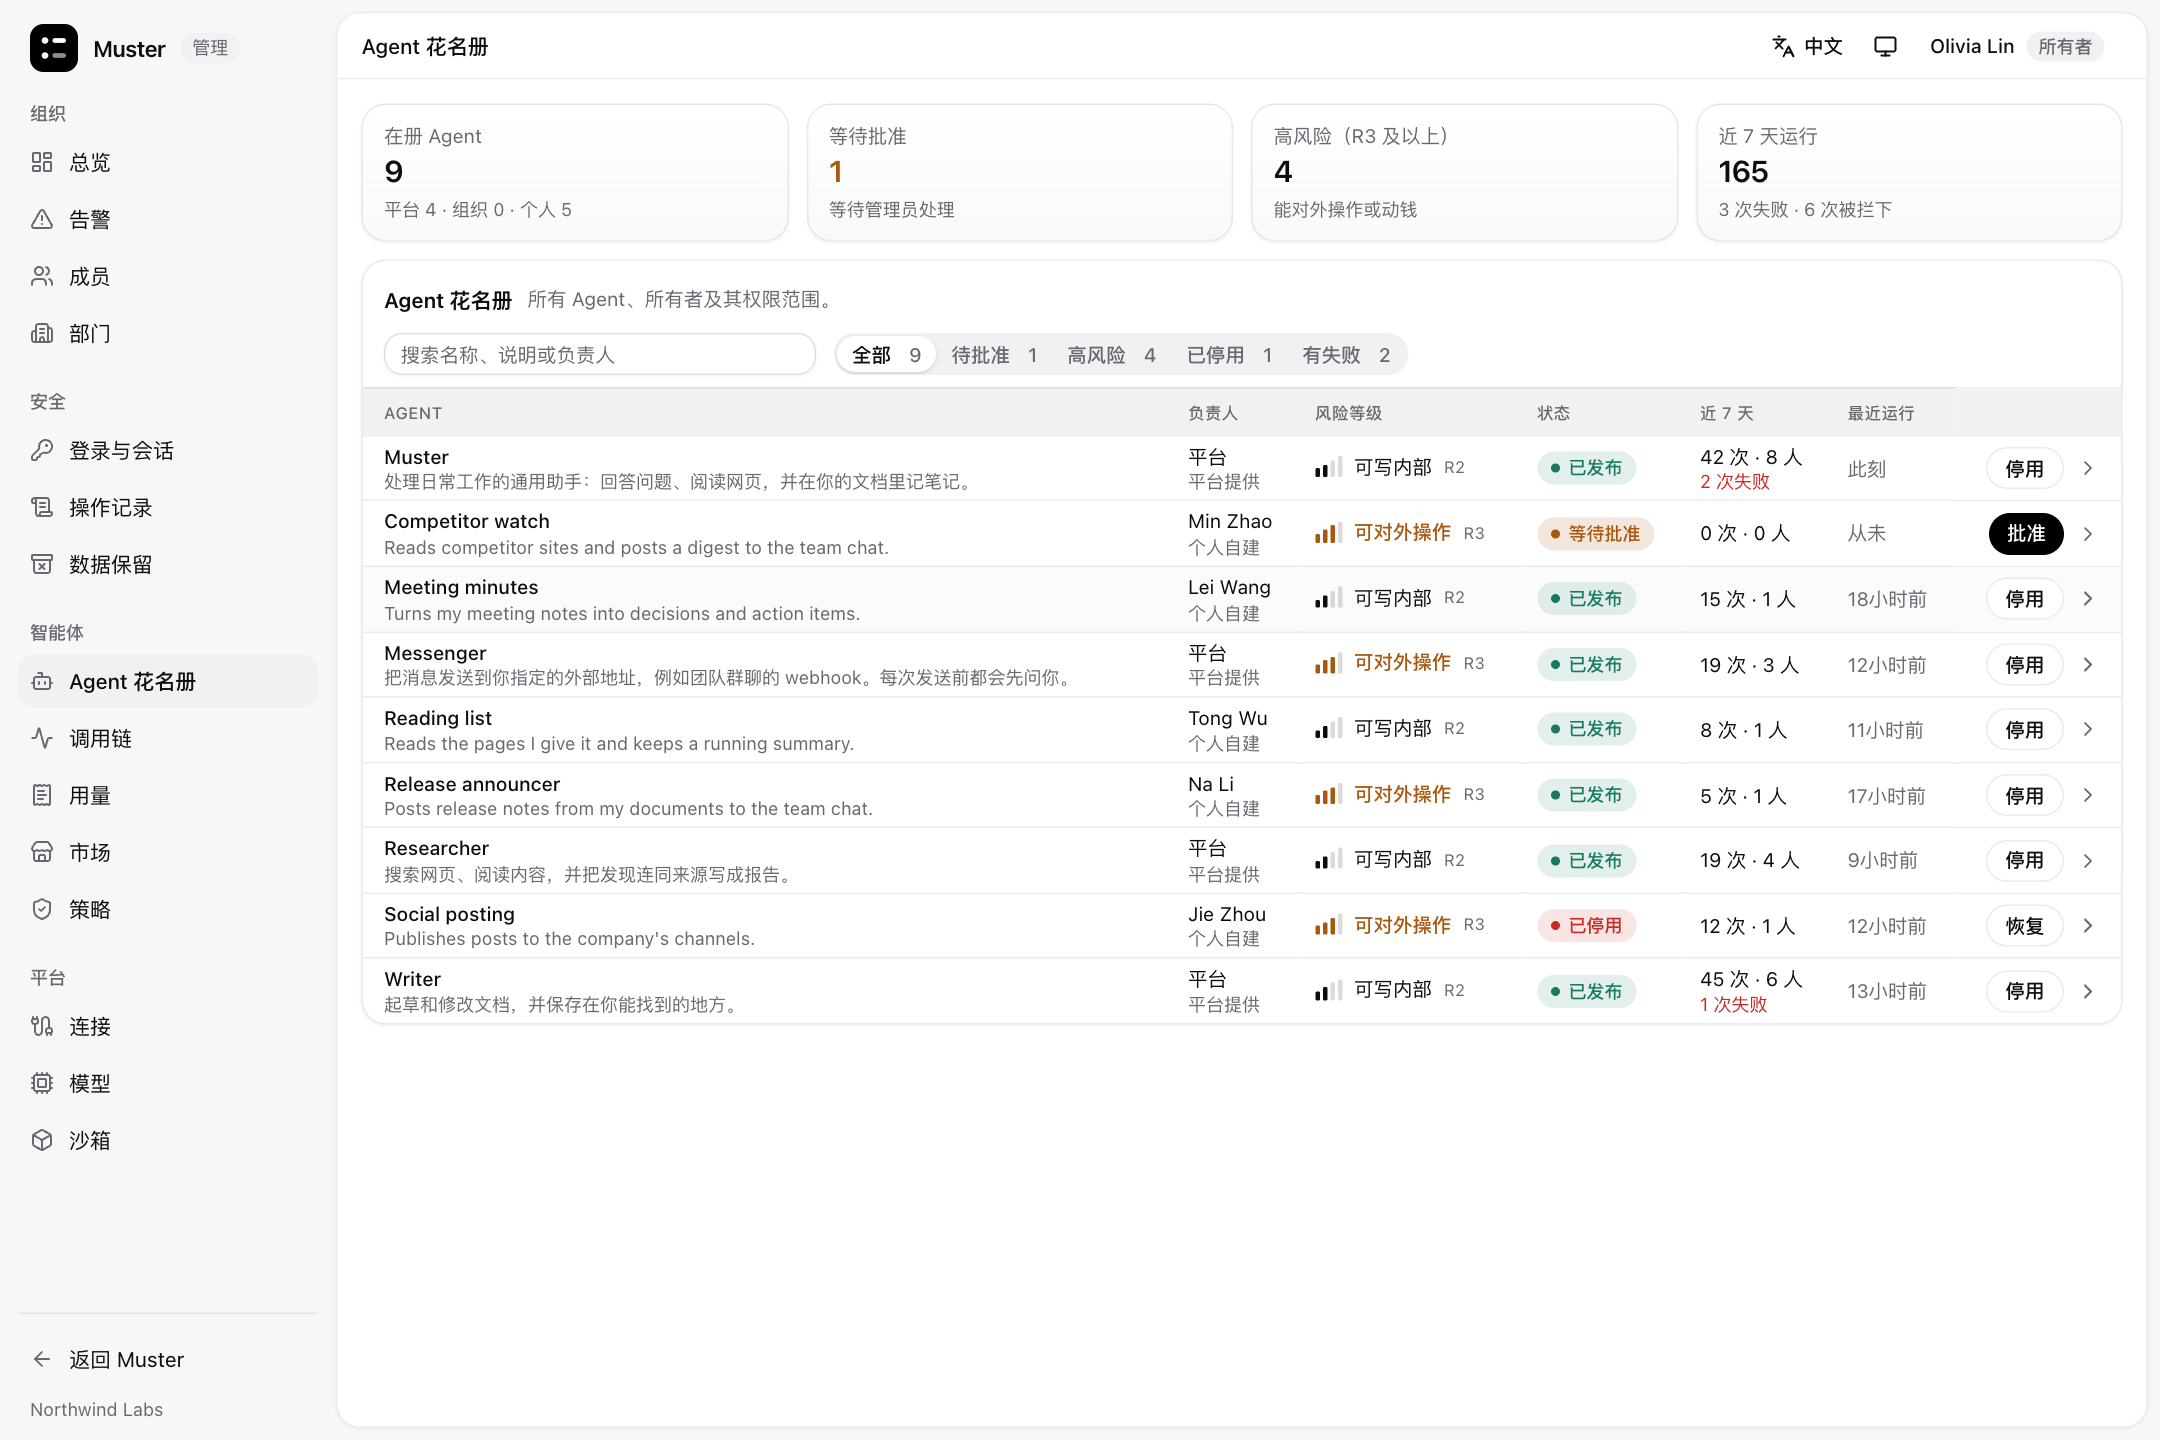 Muster 管理
组织
总览
告警
成员
部门
安全
登录与会话
操作记录
数据保留
智能体
Agent 花名册
调用链
用量
市场
策略
平台
连接
模型
沙箱
返回 Muster
Northwind Labs
Agent 花名册
中文
Olivia Lin 所有者
在册 Agent
9
平台 4 · 组织 0 · 个人 5
等待批准
1
等待管理员处理
高风险（R3 及以上）
4
能对外操作或动钱
近 7 天运行
165
3 次失败 · 6 次被拦下
Agent 花名册 所有 Agent、所有者及其权限范围。
搜索名称、说明或负责人
全部 9 待批准 1 高风险 4 已停用 1 有失败 2
AGENT 负责人 风险等级 状态 近 7 天 最近运行
Muster 平台 可写内部 R2 已发布 42 次 · 8 人 此刻 停用
处理日常工作的通用助手：回答问题、阅读网页，并在你的文档里记笔记。 平台提供 2 次失败
Competitor watch Min Zhao 可对外操作 R3 等待批准 0 次 · 0 人 从未 批准
Reads competitor sites and posts a digest to the team chat. 个人自建
Meeting minutes Lei Wang 可写内部 R2 已发布 15 次 · 1 人 18小时前 停用
Turns my meeting notes into decisions and action items. 个人自建
Messenger 平台 可对外操作 R3 已发布 19 次 · 3 人 12小时前 停用
把消息发送到你指定的外部地址，例如团队群聊的 webhook。每次发送前都会先问你。 平台提供
Reading list Tong Wu 可写内部 R2 已发布 8 次 · 1 人 11小时前 停用
Reads the pages I give it and keeps a running summary. 个人自建
Release announcer Na Li 可对外操作 R3 已发布 5 次 · 1 人 17小时前 停用
Posts release notes from my documents to the team chat. 个人自建
Researcher 平台 可写内部 R2 已发布 19 次 · 4 人 9小时前 停用
搜索网页、阅读内容，并把发现连同来源写成报告。 平台提供
Social posting Jie Zhou 可对外操作 R3 已停用 12 次 · 1 人 12小时前 恢复
Publishes posts to the company's channels. 个人自建
Writer 平台 可写内部 R2 已发布 45 次 · 6 人 13小时前 停用
起草和修改文档，并保存在你能找到的地方。 平台提供 1 次失败